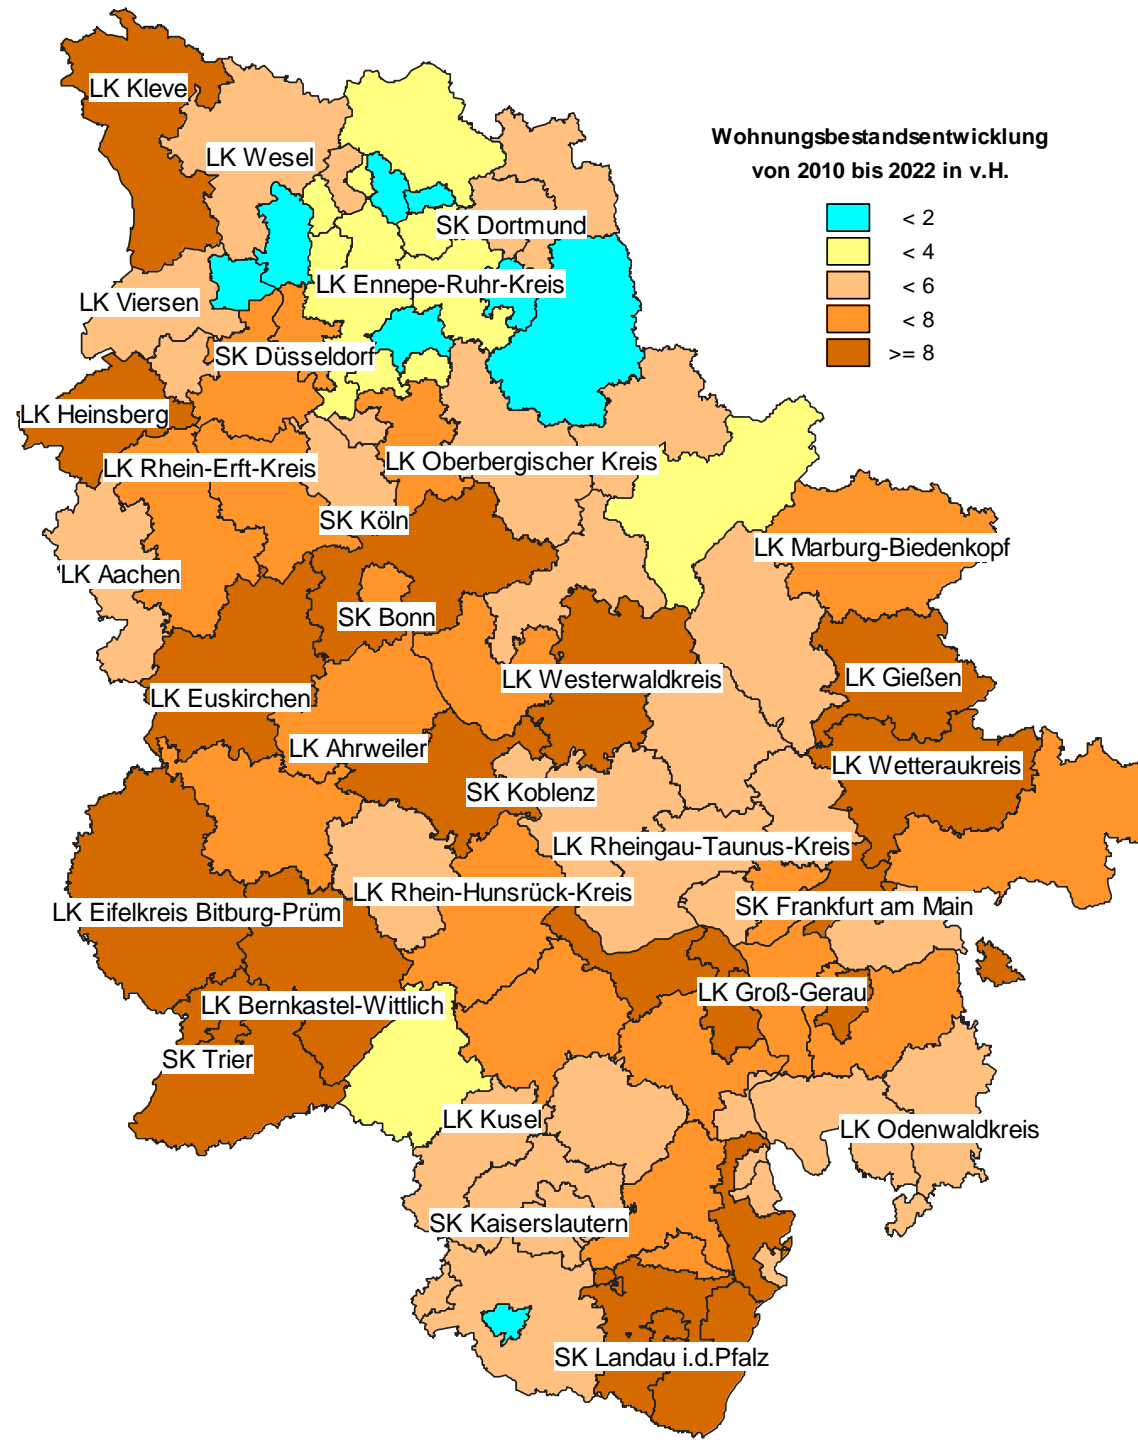 LK Kleve
Wohnungsbestandsentwicklung
von 2010 bis 2022 in v.H.
< 2
< 4
< 6
< 8
>= 8
LK Wesel
SK Dortmund
LK Ennepe-Ruhr-Kreis
LK Viersen
SK Düsseldorf
LK Heinsberg
LK Rhein-Erft-Kreis
LK Oberbergischer Kreis
SK Köln
LK Marburg-Biedenkopf
LK Aachen
SK Bonn
LK Westerwaldkreis
LK Gießen
LK Euskirchen
LK Ahrweiler
LK Wetteraukreis
SK Koblenz
LK Rheingau-Taunus-Kreis
LK Rhein-Hunsrück-Kreis
SK Frankfurt am Main
LK Eifelkreis Bitburg-Prüm
LK Groß-Gerau
LK Bernkastel-Wittlich
SK Trier
LK Kusel
LK Odenwaldkreis
SK Kaiserslautern
SK Landau i.d.Pfalz